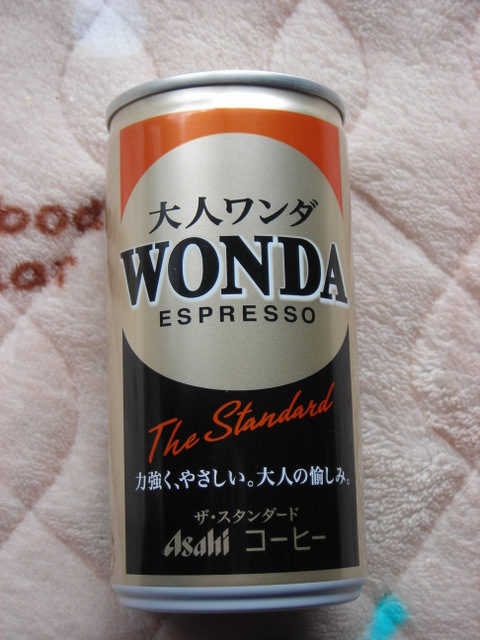 大人ワンダ
WONDA
ESPRESSO
The Standard
力強く、やさしい。大人の愉しみ。
ザ・スタンダード
Asahi コーヒー